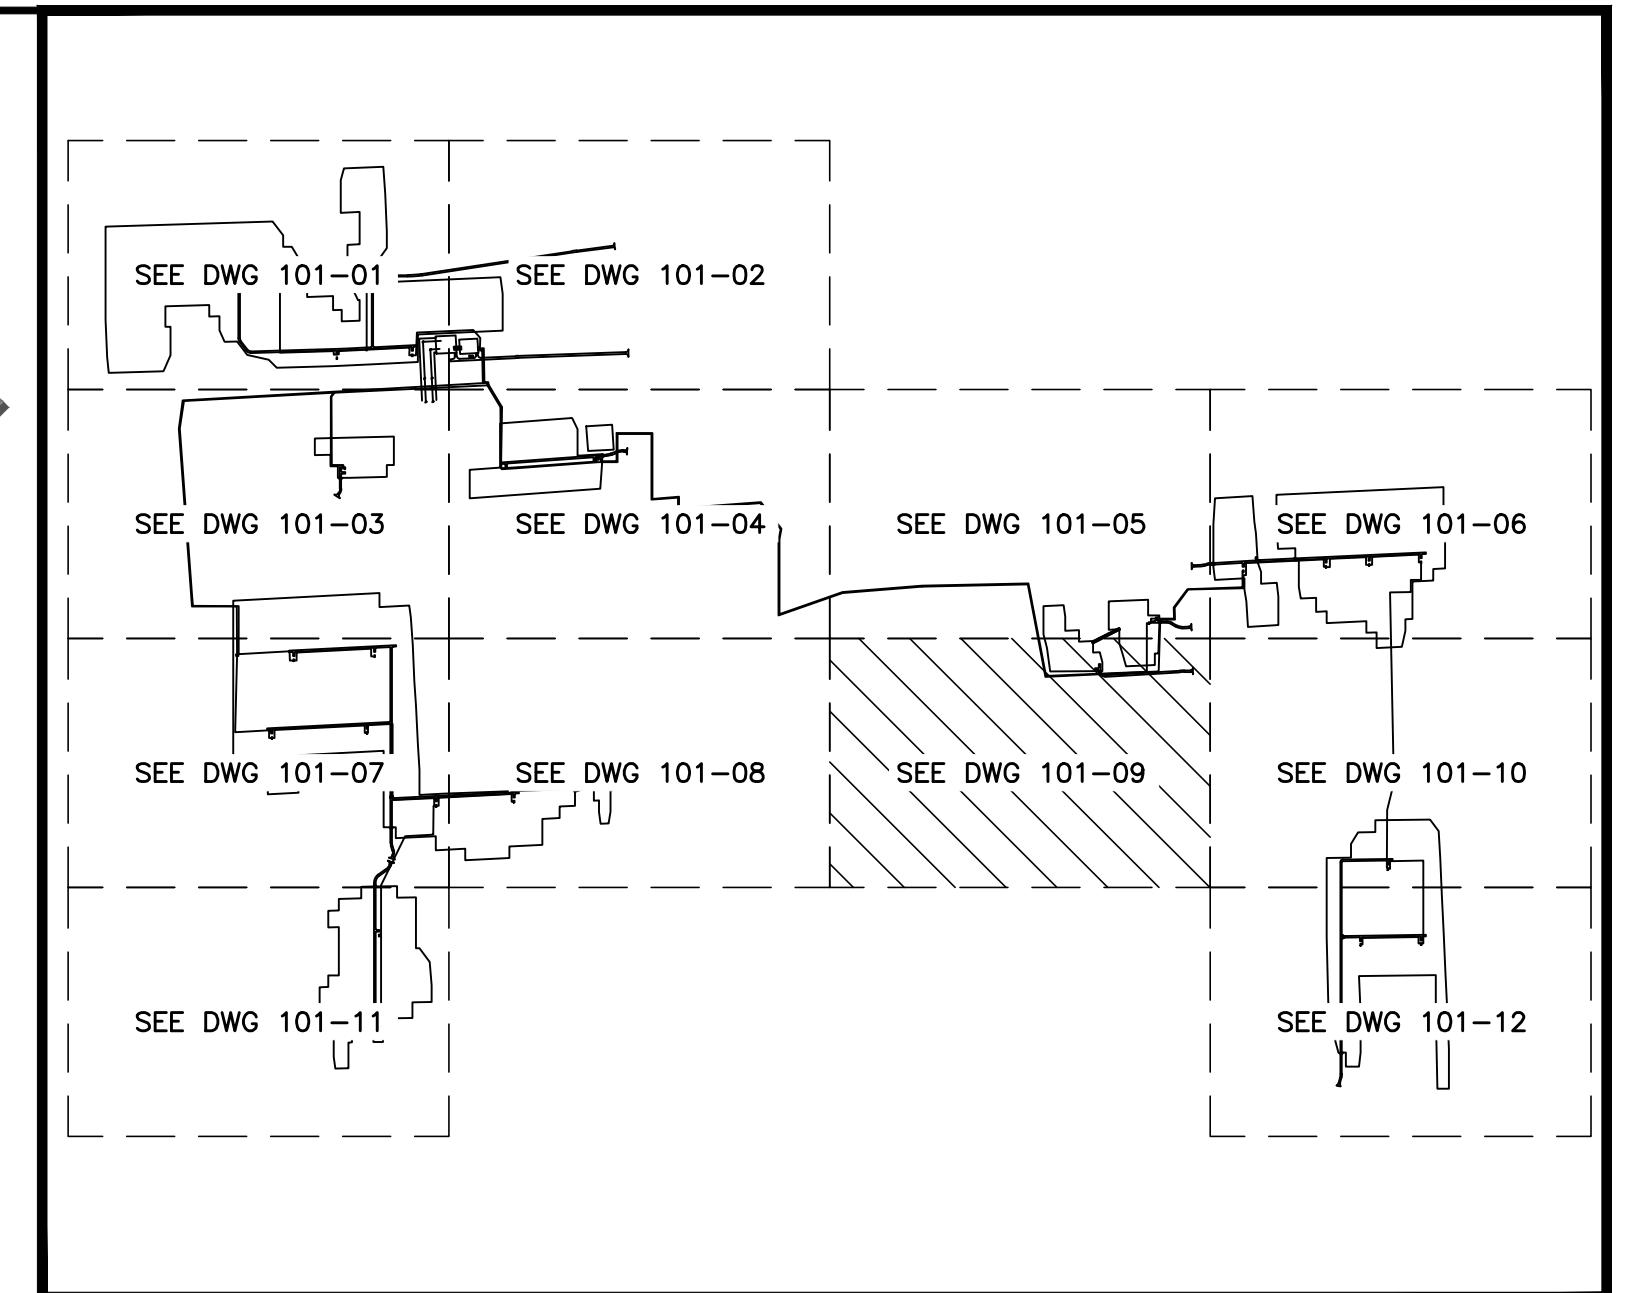 SEE DWG 101-01
SEE DWG 101-02
SEE DWG 101-03
SEE DWG 101-04
SEE DWG 101-05
SEE DWG 101-06
SEE DWG 101-07
SEE DWG 101-08
SEE DWG 101-09
SEE DWG 101-10
SEE DWG 101-11
SEE DWG 101-12